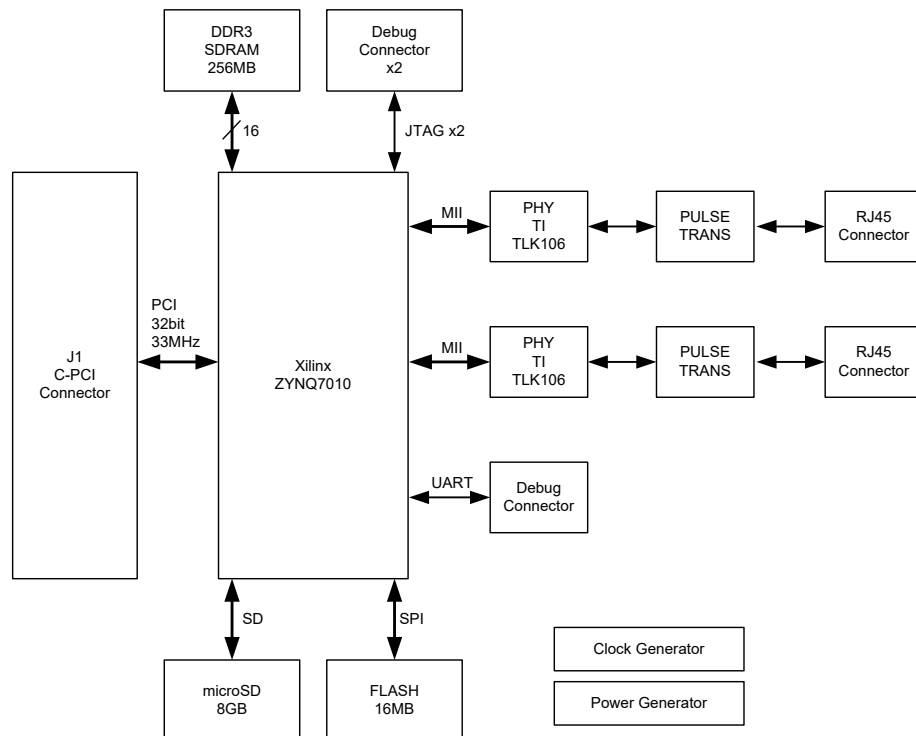 DDR3
SDRAM
256MB
Debug
Connector
x2
16
JTAG x2
J1
C-PCI
Connector
PCI
32bit
33MHz
Xilinx
ZYNQ7010
MII
PHY
TI
TLK106
PULSE
TRANS
RJ45
Connector
MII
PHY
TI
TLK106
PULSE
TRANS
RJ45
Connector
UART
Debug
Connector
SD
SPI
microSD
8GB
FLASH
16MB
Clock Generator
Power Generator